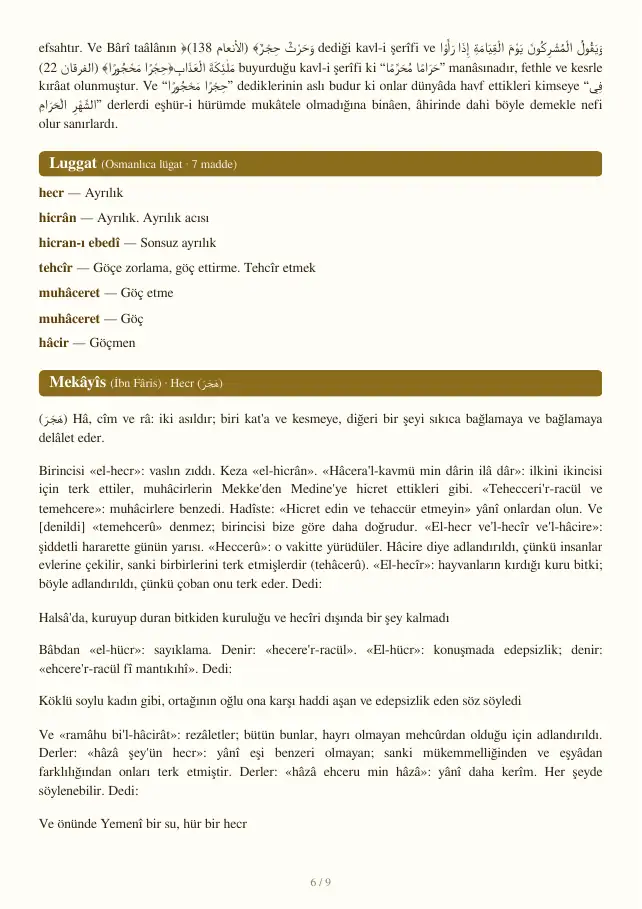 efsahtır. Ve Bârî taâlânın ﴿وَحَرْثٌ حِجْرٌ﴾ (الأنعام 138) dediği kavl-i şerîfi ve وَيَقُولُ الْمُشْرِكُونَ يَوْمَ الْقِيَامَةِ إِذَا رَأَوْا
مَلَئِكَةَ الْعَذَابِ﴿حِجْرًا مَحْجُورًا﴾ (الفرقان 22) buyurduğu kavl-i şerîfi ki “حَرَامًا مُحَرَّمًا” manâsınadır, fethle ve kesrle
kırâat olunmuştur. Ve “حِجْرًا مَحْجُورًا” dediklerinin aslı budur ki onlar dünyâda havf ettikleri kimseye “فِي
الشَّهْرِ الْحَرَامِ” derlerdi eşhür-i hürümde mukâtele olmadığına binâen, âhirinde dahi böyle demekle nefi
olur sanırlardı.
Luggat (Osmanlıca lügat · 7 madde)
hecr — Ayrılık
hicrân — Ayrılık. Ayrılık acısı
hicran-ı ebedî — Sonsuz ayrılık
tehcîr — Göçe zorlama, göç ettirme. Tehcîr etmek
muhâceret — Göç etme
muhâceret — Göç
hâcir — Göçmen
Mekâyîs (İbn Fâris) · Hecr (هَجَرَ)
(هَجَرَ) Hâ, cîm ve râ: iki asıldır; biri kat'a ve kesmeye, diğeri bir şeyi sıkıca bağlamaya ve bağlamaya
delâlet eder.
Birincisi «el-hecr»: vaslın zıddı. Keza «el-hicrân». «Hâcera'l-kavmü min dârin ilâ dâr»: ilkini ikincisi
için terk ettiler, muhâcirlerin Mekke'den Medine'ye hicret ettikleri gibi. «Tehecceri'r-racül ve
temehcere»: muhâcirlere benzedi. Hadîste: «Hicret edin ve tehaccür etmeyin» yânî onlardan olun. Ve
[denildi] «temehcerû» denmez; birincisi bize göre daha doğrudur. «El-hecr ve'l-hecîr ve'l-hâcire»:
şiddetli hararette günün yarısı. «Heccerû»: o vakitte yürüdüler. Hâcire diye adlandırıldı, çünkü insanlar
evlerine çekilir, sanki birbirlerini terk etmişlerdir (tehâcerû). «El-hecîr»: hayvanların kırdığı kuru bitki;
böyle adlandırıldı, çünkü çoban onu terk eder. Dedi:
Halsâ'da, kuruyup duran bitkiden kuruluğu ve hecîri dışında bir şey kalmadı
Bâbdan «el-hücr»: sayıklama. Denir: «hecere'r-racül». «El-hücr»: konuşmada edepsizlik; denir:
«ehcere'r-racül fî mantıkıhî». Dedi:
Köklü soylu kadın gibi, ortağının oğlu ona karşı haddi aşan ve edepsizlik eden söz söyledi
Ve «ramâhu bi'l-hâcirât»: rezâletler; bütün bunlar, hayrı olmayan mehcûrdan olduğu için adlandırıldı.
Derler: «hâzâ şey'ün hecr»: yânî eşi benzeri olmayan; sanki mükemmelliğinden ve eşyâdan
farklılığından onları terk etmiştir. Derler: «hâzâ ehceru min hâzâ»: yânî daha kerîm. Her şeyde
söylenebilir. Dedi:
Ve önünde Yemenî bir su, hür bir hecr
6 / 9